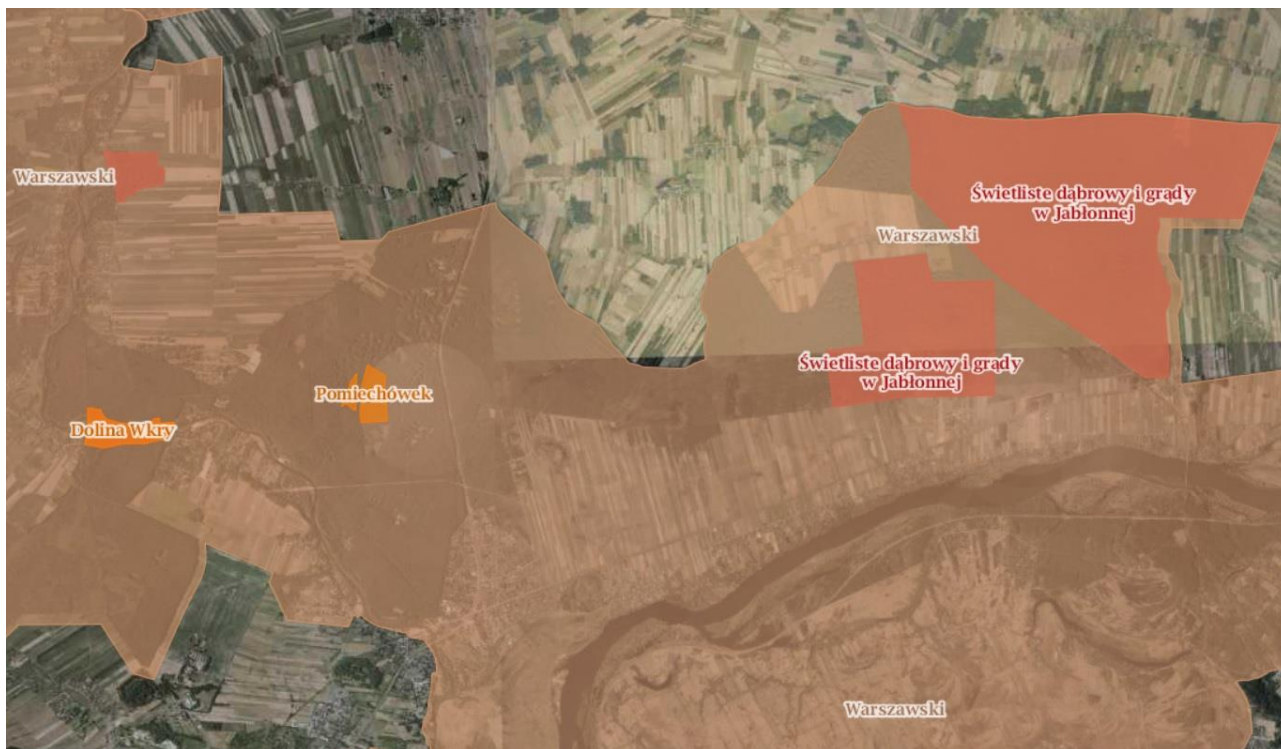 Warszawski
Świetliste dąbrowy i grądy
w Jabłonnej
Warszawski
Świetliste dąbrowy i grądy
w Jabłonnej
Pomiechówek
Dolina Wkry
Warszawski